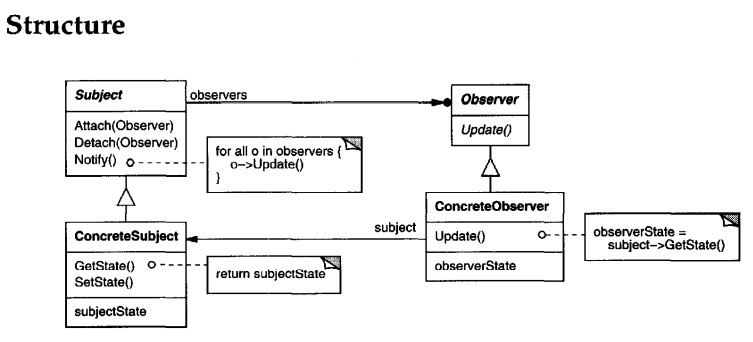 Structure
Subject
Attach(Observer)
Detach(Observer)
Notify()
for all o in observers {
o->Update()
}
observers
Observer
Update()
ConcreteSubject
GetState()
SetState()
subjectState
return subjectState
subject
ConcreteObserver
Update()
observerState
observerState =
subject->GetState()